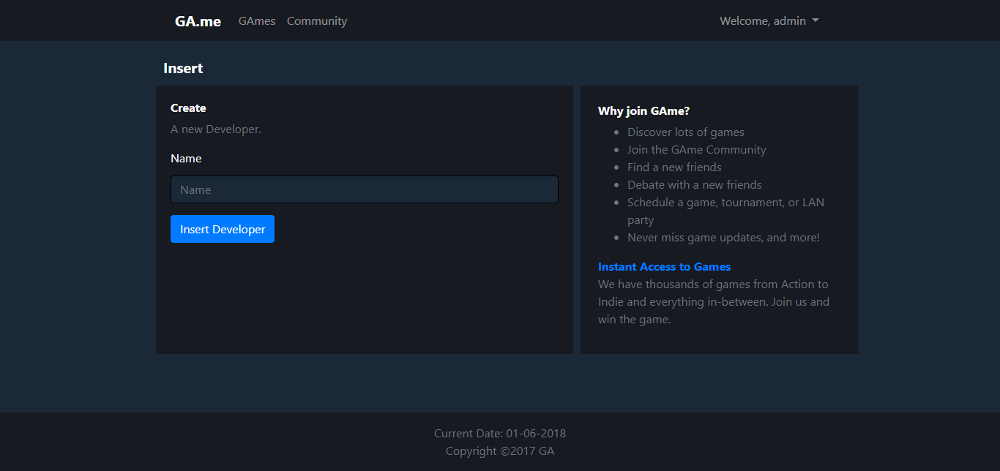 GA.me GAmes Community Welcome, admin
Insert
Create
A new Developer.
Name
Name
Insert Developer
Why join GAme?
Discover lots of games
Join the GAme Community
Find a new friends
Debate with a new friends
Schedule a game, tournament, or LAN
party
Never miss game updates, and more!
Instant Access to Games
We have thousands of games from Action to
Indie and everything in-between. Join us and
win the game.
Current Date: 01-06-2018
Copyright ©2017 GA